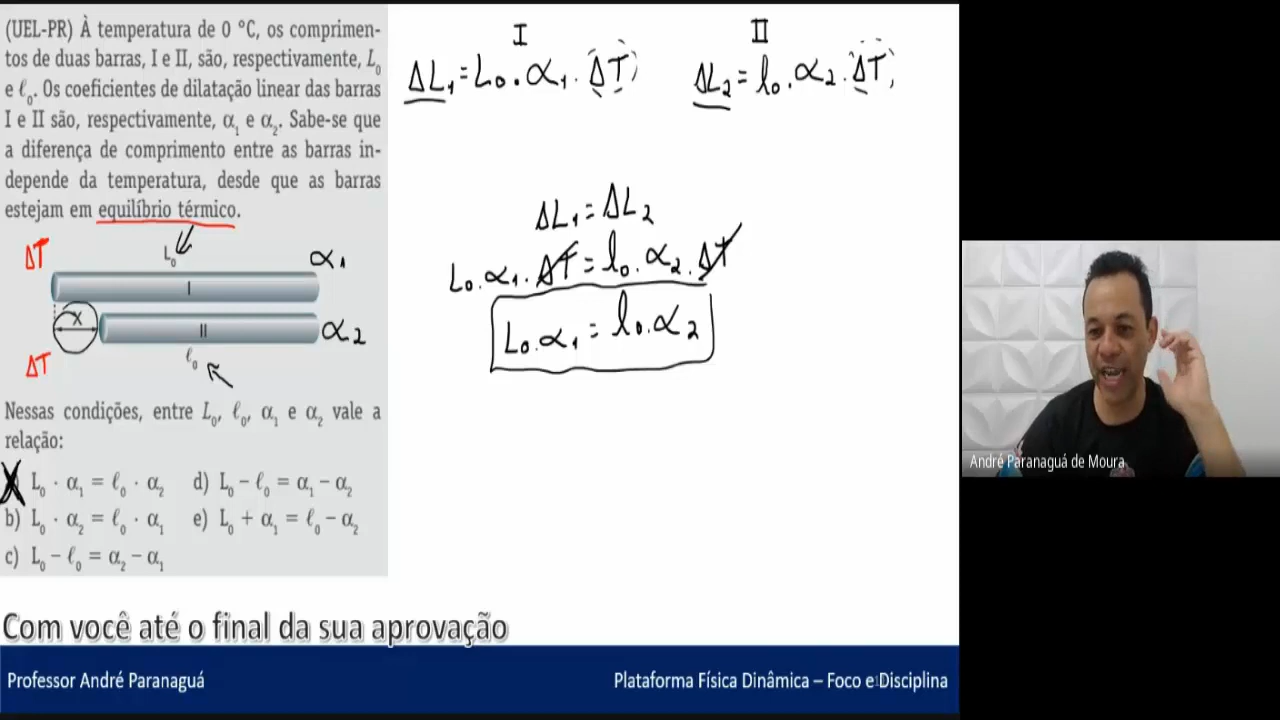 (UEL-PR) À temperatura de 0 °C, os comprimen-
tos de duas barras, I e II, são, respectivamente, L₀
e ℓ₀. Os coeficientes de dilatação linear das barras
I e II são, respectivamente, α₁ e α₂. Sabe-se que
a diferença de comprimento entre as barras in-
depende da temperatura, desde que as barras
estejam em equilíbrio térmico.
ΔT
L₀
α₁
I
x
II
α₂
ΔT
ℓ₀
Nessas condições, entre L₀, ℓ₀, α₁ e α₂ vale a
relação:
L₀ · α₁ = ℓ₀ · α₂
d) L₀ – ℓ₀ = α₁ – α₂
b) L₀ · α₂ = ℓ₀ · α₁
e) L₀ + α₁ = ℓ₀ – α₂
c) L₀ – ℓ₀ = α₂ – α₁
I
II
ΔL₁ = L₀ . α₁ . ΔT
ΔL₂ = l₀ . α₂ . ΔT
ΔL₁ = ΔL₂
L₀ . α₁ . ΔT = l₀ . α₂ . ΔT
L₀ . α₁ = l₀ . α₂
André Paranaguá de Moura
Com você até o final da sua aprovação
Professor André Paranaguá
Plataforma Física Dinâmica – Foco e Disciplina